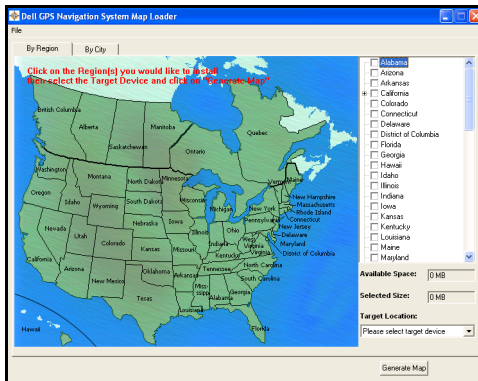 Dell GPS Navigation System Map Loader
File
By Region
By City
Click on the Region(s) you would like to install
then select the Target Device and click on "Generate Map"
British Columbia
Alberta
Manitoba
Saskatchewan
Ontario
Quebec
Washington
Montana
North Dakota
Minnesota
Vermont
Maine
Oregon
Idaho
Wyoming
South Dakota
Wisconsin
Michigan
New York
New Hampshire
Massachusetts
Rhode Island
Connecticut
New Jersey
Nevada
Utah
Colorado
Nebraska
Iowa
Illinois
Indiana
Ohio
Pennsylvania
Delaware
Maryland
District of Columbia
West
Virginia
Virginia
Kansas
Missouri
Kentucky
California
Arizona
New Mexico
Oklahoma
Arkansas
Tennessee
North Carolina
South Carolina
Texas
Missi-
ssippi
Alabama
Georgia
Louisiana
Florida
Hawaii
Alabama
Arizona
Arkansas
California
Colorado
Connecticut
Delaware
District of Columbia
Florida
Georgia
Hawaii
Idaho
Illinois
Indiana
Iowa
Kansas
Kentucky
Louisiana
Maine
Maryland
Available Space: 0 MB
Selected Size: 0 MB
Target Location:
Please select target device
Generate Map